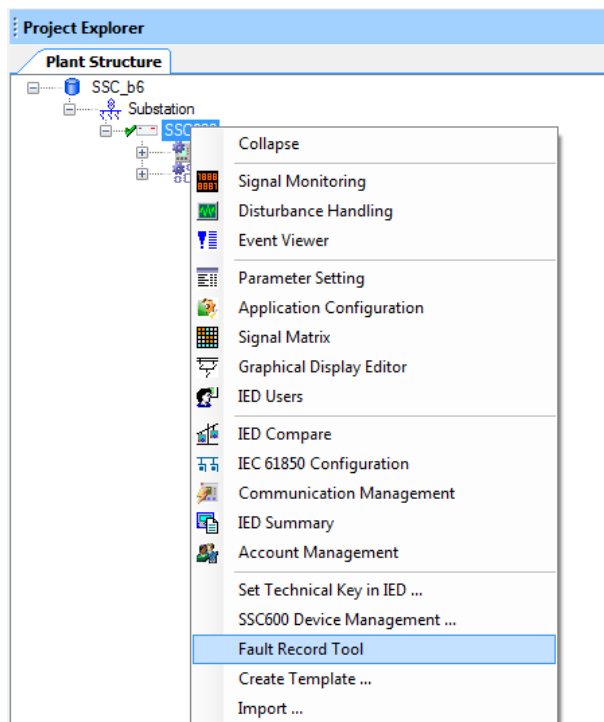 Project Explorer
Plant Structure
SSC_b6
Substation
Collapse
Signal Monitoring
Disturbance Handling
Event Viewer
Parameter Setting
Application Configuration
Signal Matrix
Graphical Display Editor
IED Users
IED Compare
IEC 61850 Configuration
Communication Management
IED Summary
Account Management
Set Technical Key in IED ...
SSC600 Device Management ...
Fault Record Tool
Create Template ...
Import ...